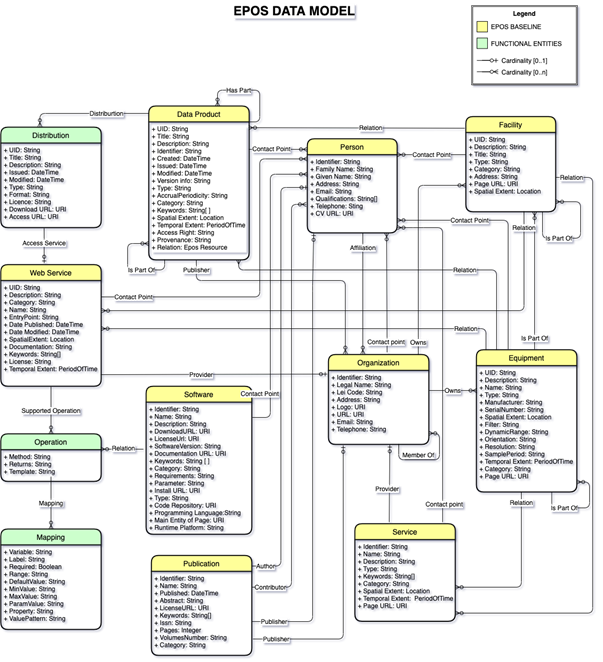 EPOS DATA MODEL
Legend
EPOS BASELINE
FUNCTIONAL ENTITIES
Cardinality [0..1]
Cardinality [0..n]
Has Part
Distriburtion
Data Product
+ UID: String
+ Title: String
+ Description: String
+ Identifier: String
+ Created: DateTime
+ Issued: DateTime
+ Modified: DateTime
+ Version info: String
+ Type: String
+ AccrualPeriodicity: String
+ Category: String
+ Keywords: String[ ]
+ Spatial Extent: Location
+ Temporal Extent: PeriodOfTime
+ Access Right: String
+ Provenance: String
+ Relation: Epos Resource
Distribution
+ UID: String
+ Title: String
+ Description: String
+ Issued: DateTime
+ Modified: DateTime
+ Type: String
+ Format: String
+ Licence: String
+ Download URL: URI
+ Access URL: URI
Person
+ Identifier: String
+ Family Name: String
+ Given Name: String
+ Address: String
+ Email: String
+ Qualifications: String[]
+ Telephone: String
+ CV URL: URI
Facility
+ UID: String
+ Description: String
+ Title: String
+ Type: String
+ Category: String
+ Address: String
+ Page URL: URI
+ Spatial Extent: Location
Relation
Contact Point
Contact Point
Relation
Contact Point
Relation
Is Part Of
Access Service
Affiliation
Is Part Of
Publisher
Relation
Web Service
+ UID: String
+ Description: String
+ Category: String
+ Name: String
+ EntryPoint: String
+ Date Published: DateTime
+ Date Modified: DateTime
+ SpatialExtent: Location
+ Documentation: String
+ Keywords: String[]
+ License: String
+ Temporal Extent: PeriodOfTime
Contact Point
Relation
Contact point
Owns
Contact Point
Provider
Organization
+ Identifier: String
+ Legal Name: String
+ Lei Code: String
+ Address: String
+ Logo: URI
+ URL: URI
+ Email: String
+ Telephone: String
Equipment
+ UID: String
+ Description: String
+ Name: String
+ Type: String
+ Manufacturer: String
+ SerialNumber: String
+ Spatial Extent: String
+ Filter: String
+ DynamicRange: String
+ Orientation: String
+ Resolution: String
+ SamplePeriod: String
+ Temporal Extent: PeriodOfTime
+ Category: String
+ Page URL: URI
Owns
Member Of
Is Part Of
Supported Operation
Contact Point
Software
+ Identifier: String
+ Name: String
+ Description: String
+ DownloadURL: URI
+ LicenseUrl: URI
+ SoftwareVersion: String
+ Documentation URL: URI
+ Keywords: String [ ]
+ Category: String
+ Requirements: String
+ Parameter: String
+ Install URL: URI
+ Type: String
+ Code Repository: URI
+ Programming Language:String
+ Main Entity of Page: URI
+ Runtime Platform: String
Operation
+ Method: String
+ Returns: String
+ Template: String
Relation
Mapping
Provider
Contact point
Relation
Mapping
+ Variable: String
+ Label: String
+ Required: Boolean
+ Range: String
+ DefaultValue: String
+ MinValue: String
+ MaxValue: String
+ ParamValue: String
+ Property: String
+ ValuePattern: String
Publication
+ Identifier: String
+ Name: String
+ Published: DateTime
+ Abstract: String
+ LicenseURL: URI
+ Keywords: String[]
+ Issn: String
+ Pages: Integer
+ VolumesNumber: String
+ Category: String
Author
Contributor
Publisher
Publisher
Service
+ Identifier: String
+ Name: String
+ Description: String
+ Type: String
+ Keywords: String[]
+ Category: String
+ Spatial Extent: Location
+ Temporal Extent: PeriodOfTime
+ Page URL: URI